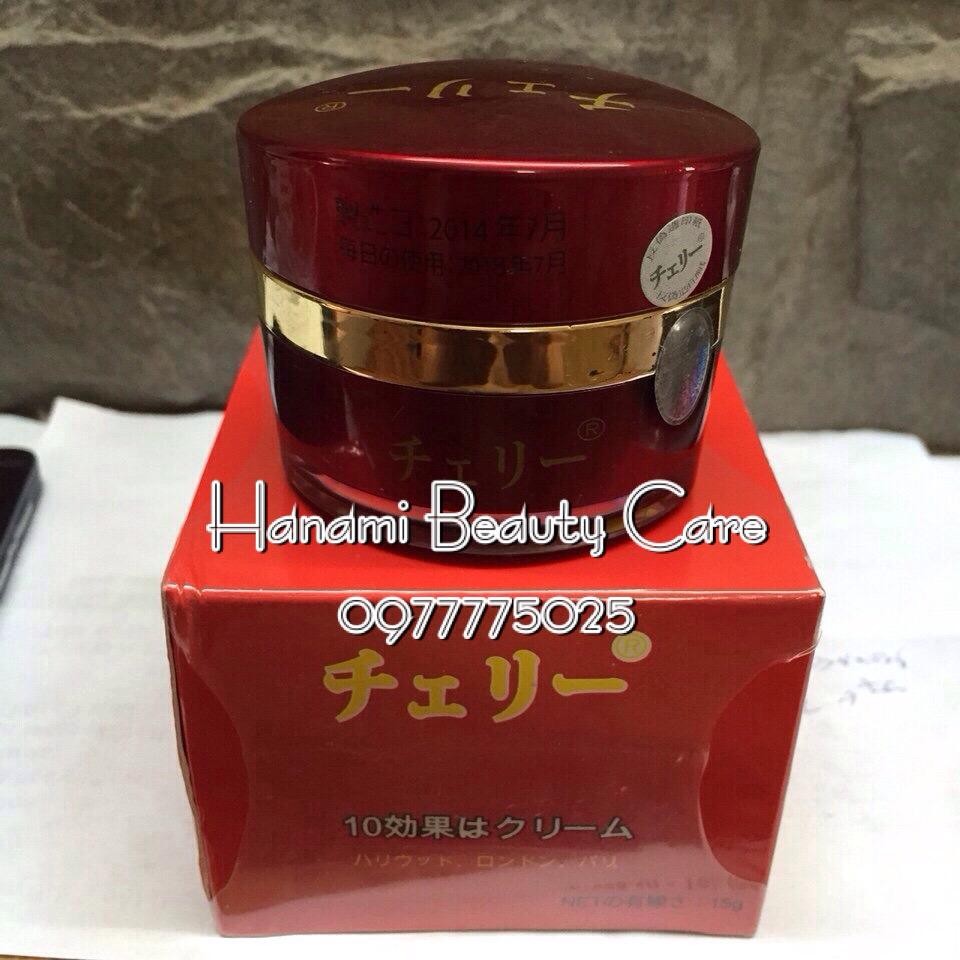 チェリー®
2014年7月
毎日の使用 2018年7月
チェリー
チェリー®
Hanami Beauty Care
0977775025
チェリー®
10効果はクリーム
ハリウッド、ロンドン、パリ
15g